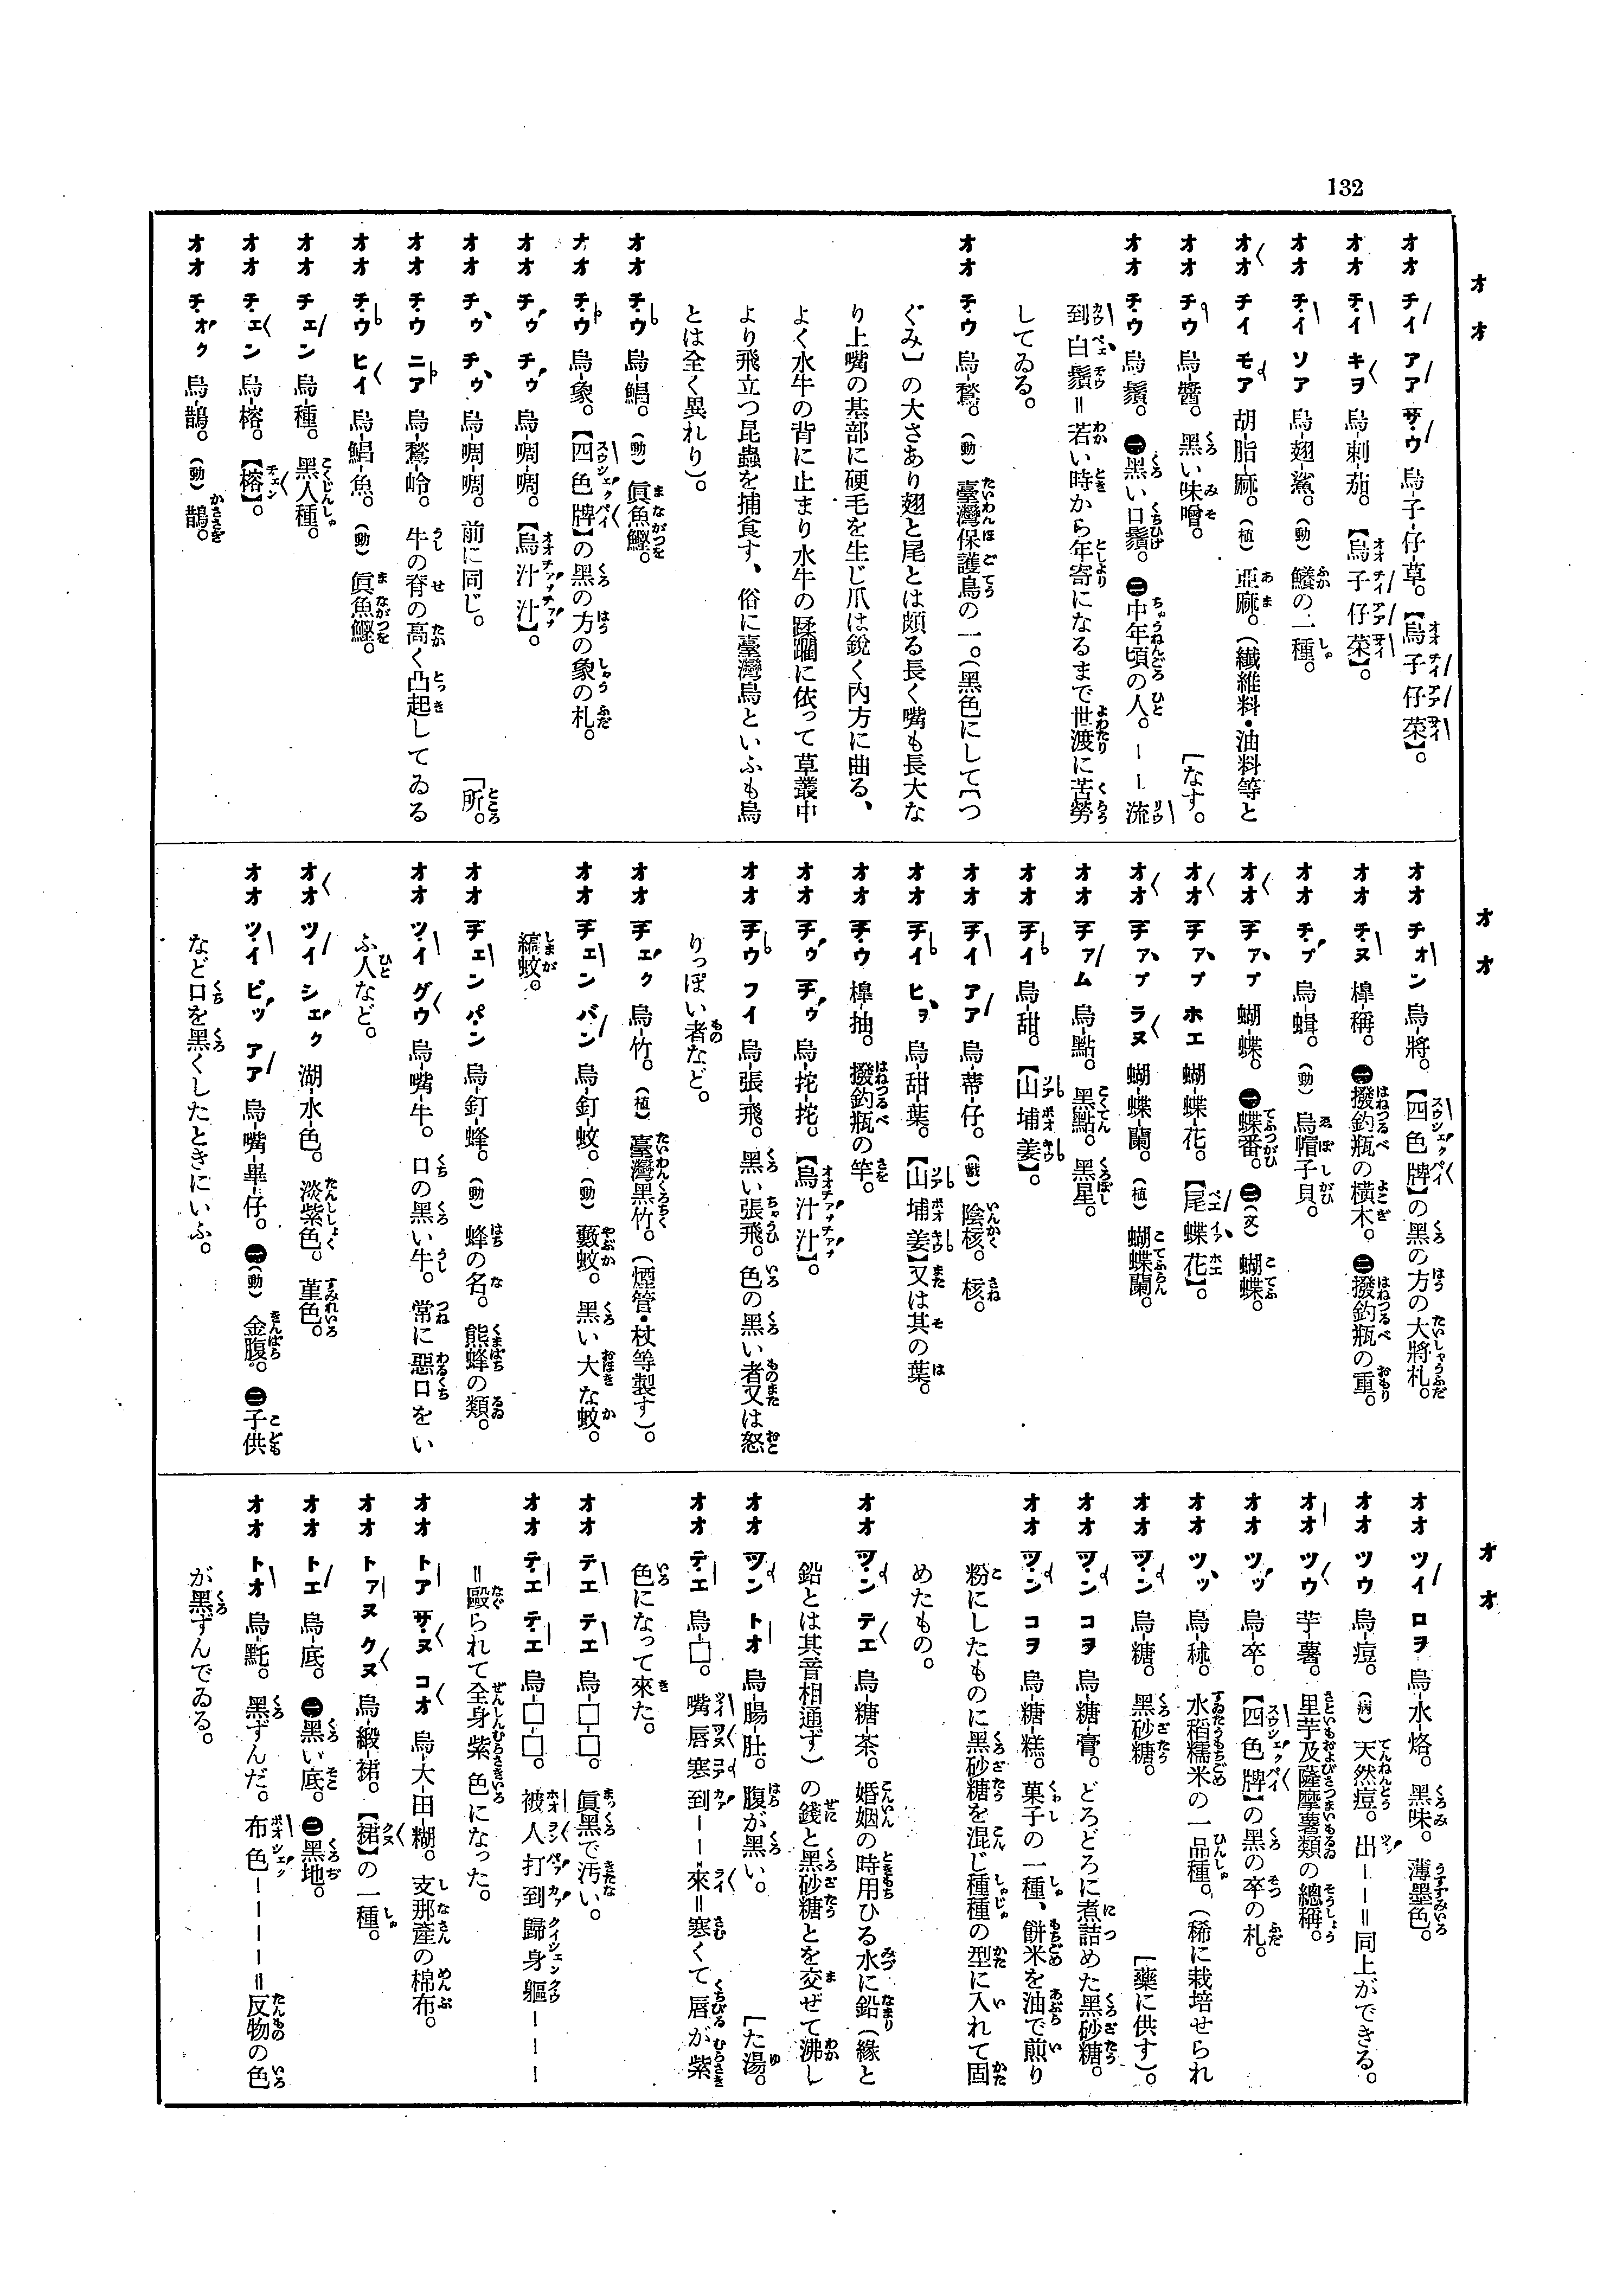 132
オオ
オオ チイ アア サウ 烏-子-仔-草。【烏子仔菜】。
オオ チイ キヲ 烏-刺-茄。【烏子仔菜】。
オオ チイ ソア 烏-翅-鯊。(動) 鱶の一種。
オオ チイ モア 胡-脂-麻。(植) 亞麻。(纖維料・油料等と
オオ チウ 烏-醬。 黑い味噌。 [なす。
オオ チウ 烏-鬚。 ㊀黑い口鬚。 ㊁中年頃の人。――流
到白鬚=若い時から年寄になるまで世渡に苦勞
してゐる。
オオ チウ 烏-鶖。(動) 臺灣保護鳥の一。(黑色にして〔つ
ぐみ〕の大さあり翅と尾とは頗る長く嘴も長大な
り上嘴の基部に硬毛を生じ爪は銳く內方に曲る、
よく水牛の背に止まり水牛の蹂躙に依って草叢中
より飛立つ昆蟲を捕食す、俗に臺灣烏といふも烏
とは全く異れり)。
オオ チウ 烏-鯧。(動) 眞魚鰹。
オオ チウ 烏-象。【四色牌】の黑の方の象の札。
オオ チウ チウ 烏-啁-啁。【烏汁汁】。
オオ チウ チウ 烏-啁-啁。 前に同じ。 [所。
オオ チウ ニア 烏-鶖-岭。 牛の脊の高く凸起してゐる
オオ チウ ヒイ 烏-鯧-魚。(動) 眞魚鰹。
オオ チェン 烏-種。 黑人種。
オオ チェン 烏-榕。【榕】。
オオ チオク 烏-鵲。(動) 鵲。
オオ
オオ チオン 烏-將。【四色牌】の黑の方の大將札。
オオ チヌ 槔-稱。 ㊀撥釣瓶の橫木。 ㊁撥釣瓶の重。
オオ チプ 烏-蝟。(動) 烏帽子貝。
オオ チァプ 蝴-蝶。 ㊀蝶番。 ㊁(文) 蝴蝶。
オオ チァプ ホエ 蝴-蝶-花。【尾蝶花】。
オオ チァプ ラヌ 蝴-蝶-蘭。(植) 蝴蝶蘭。
オオ チァム 烏-點。 黑點。 黑星。
オオ チイ 烏-甜。【山埔姜】。
オオ チイ アア 烏-蒂-仔。(戲) 陰核。 核。
オオ チイ ヒヲ 烏-甜-葉。【山埔姜】又は其の葉。
オオ チウ 槔-抽。 撥釣瓶の竿。
オオ チウ チウ 烏-挓-挓。【烏汁汁】。
オオ チウ フイ 烏-張-飛。 黑い張飛。色の黑い者又は怒
りっぽい者など。
オオ チェク 烏-竹。(植) 臺灣黑竹。(煙管・杖等製す)。
オオ チェン バン 烏-釘-蚊。(動) 藪蚊。 黑い大な蚊。
縞蚊。
オオ チェン パン 烏-釘-蜂。(動) 蜂の名。熊蜂の類。
オオ ツイ グウ 烏-嘴-牛。 口の黑い牛。 常に惡口をい
ふ人など。
オオ ツイ シェク 湖-水-色。 淡紫色。 菫色。
オオ ツイ ピッ アア 烏-嘴-畢-仔。 ㊀(動) 金腹。 ㊁子供
など口を黑くしたときにいふ。
オオ
オオ ツイ ロヲ 烏-水-烙。 黑味。 薄墨色。
オオ ツウ 烏-痘。(病) 天然痘。出――=同上ができる。
オオ ツウ 芋-薯。 里芋及薩摩薯類の總稱。
オオ ツッ 烏-卒。【四色牌】の黑の卒の札。
オオ ツッ 烏-秫。 水稻糯米の一品種。(稀に栽培せられ
オオ ツン 烏-糖。 黑砂糖。 [藥に供す)。
オオ ツン コヲ 烏-糖-膏。 どろどろに煮詰めた黑砂糖。
オオ ツン コヲ 烏-糖-糕。 菓子の一種、餅米を油で煎り
粉にしたものに黑砂糖を混じ種種の型に入れて固
めたもの。
オオ ツン テエ 烏-糖-茶。 婚姻の時用ひる水に鉛(緣と
鉛とは其音相通ず)の錢と黑砂糖とを交ぜて沸し
オオ ツン トオ 烏-腸-肚。 腹が黑い。 [た湯。
オオ テエ 烏-□。 嘴唇寒到――來=寒くて唇が紫
色になって來た。
オオ テエ テエ 烏-□-□。 眞黑で汚い。
オオ テエ テエ 烏-□-□。 被人打到歸身軀―――
=毆られて全身紫色になった。
オオ トア サヌ コオ 烏-大-田-糊。 支那產の棉布。
オオ トァヌ クヌ 烏-緞-裙。【裙】の一種。
オオ トエ 烏-底。 ㊀黑い底。 ㊁黑地。
オオ トオ 烏-黗。 黑ずんだ。 布色――――=反物の色
が黑ずんでゐる。